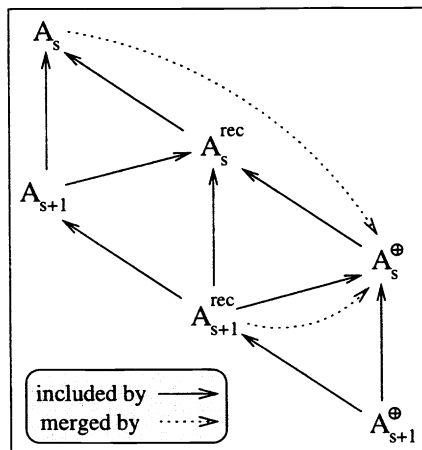 A_s
A_s^rec
A_{s+1}
A_s^⊕
A_{s+1}^rec
included by
merged by
A_{s+1}^⊕